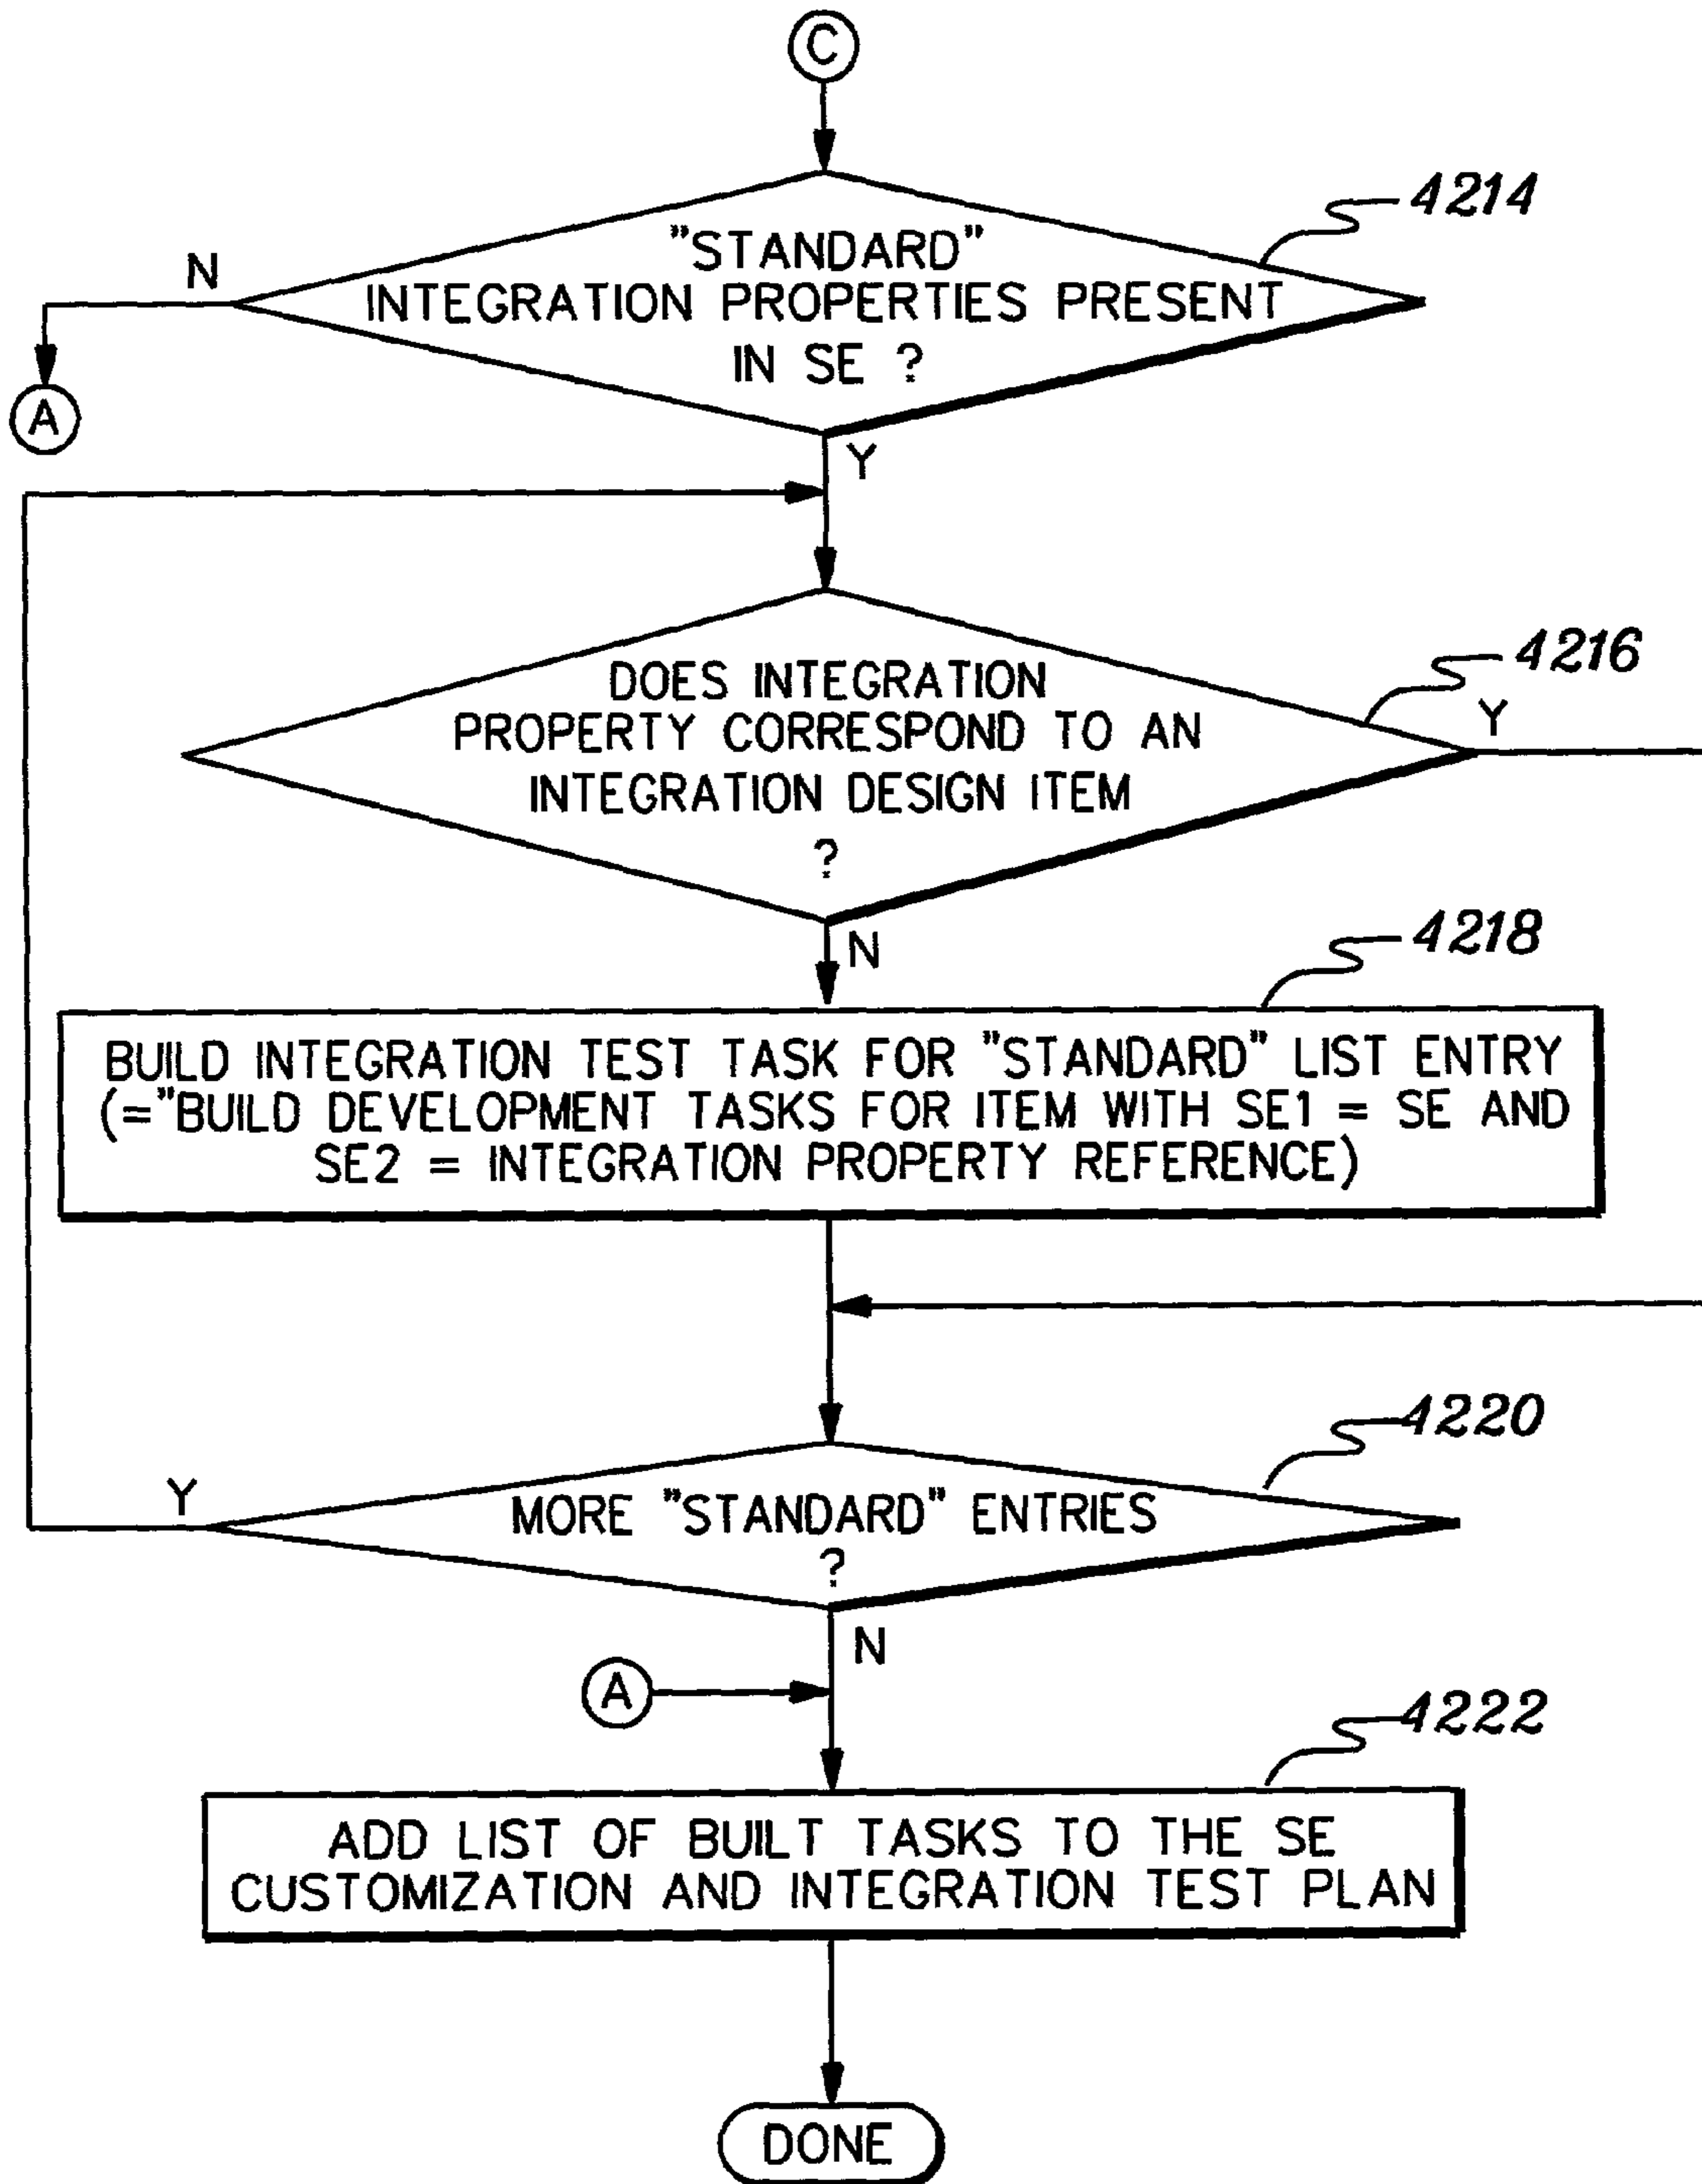 C
4214
"STANDARD"
N
INTEGRATION PROPERTIES PRESENT
IN SE ?
A
Y
4216
DOES INTEGRATION
Y
PROPERTY CORRESPOND TO AN
INTEGRATION DESIGN ITEM
?
N
4218
BUILD INTEGRATION TEST TASK FOR "STANDARD" LIST ENTRY
(="BUILD DEVELOPMENT TASKS FOR ITEM WITH SE1 = SE AND
SE2 = INTEGRATION PROPERTY REFERENCE)
4220
Y
MORE "STANDARD" ENTRIES
?
N
A
4222
ADD LIST OF BUILT TASKS TO THE SE
CUSTOMIZATION AND INTEGRATION TEST PLAN
DONE